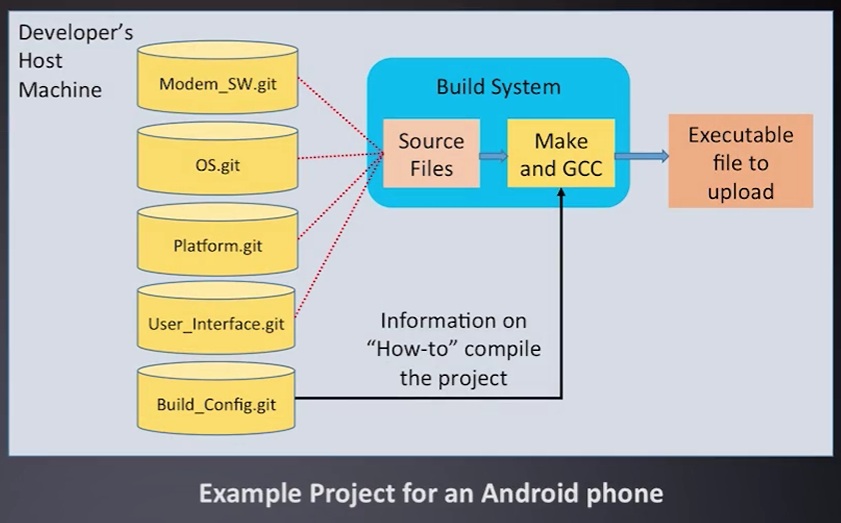 Developer’s
Host
Machine
Modem_SW.git
OS.git
Platform.git
User_Interface.git
Build_Config.git
Build System
Source
Files
Make
and GCC
Executable
file to
upload
Information on
“How-to” compile
the project
Example Project for an Android phone